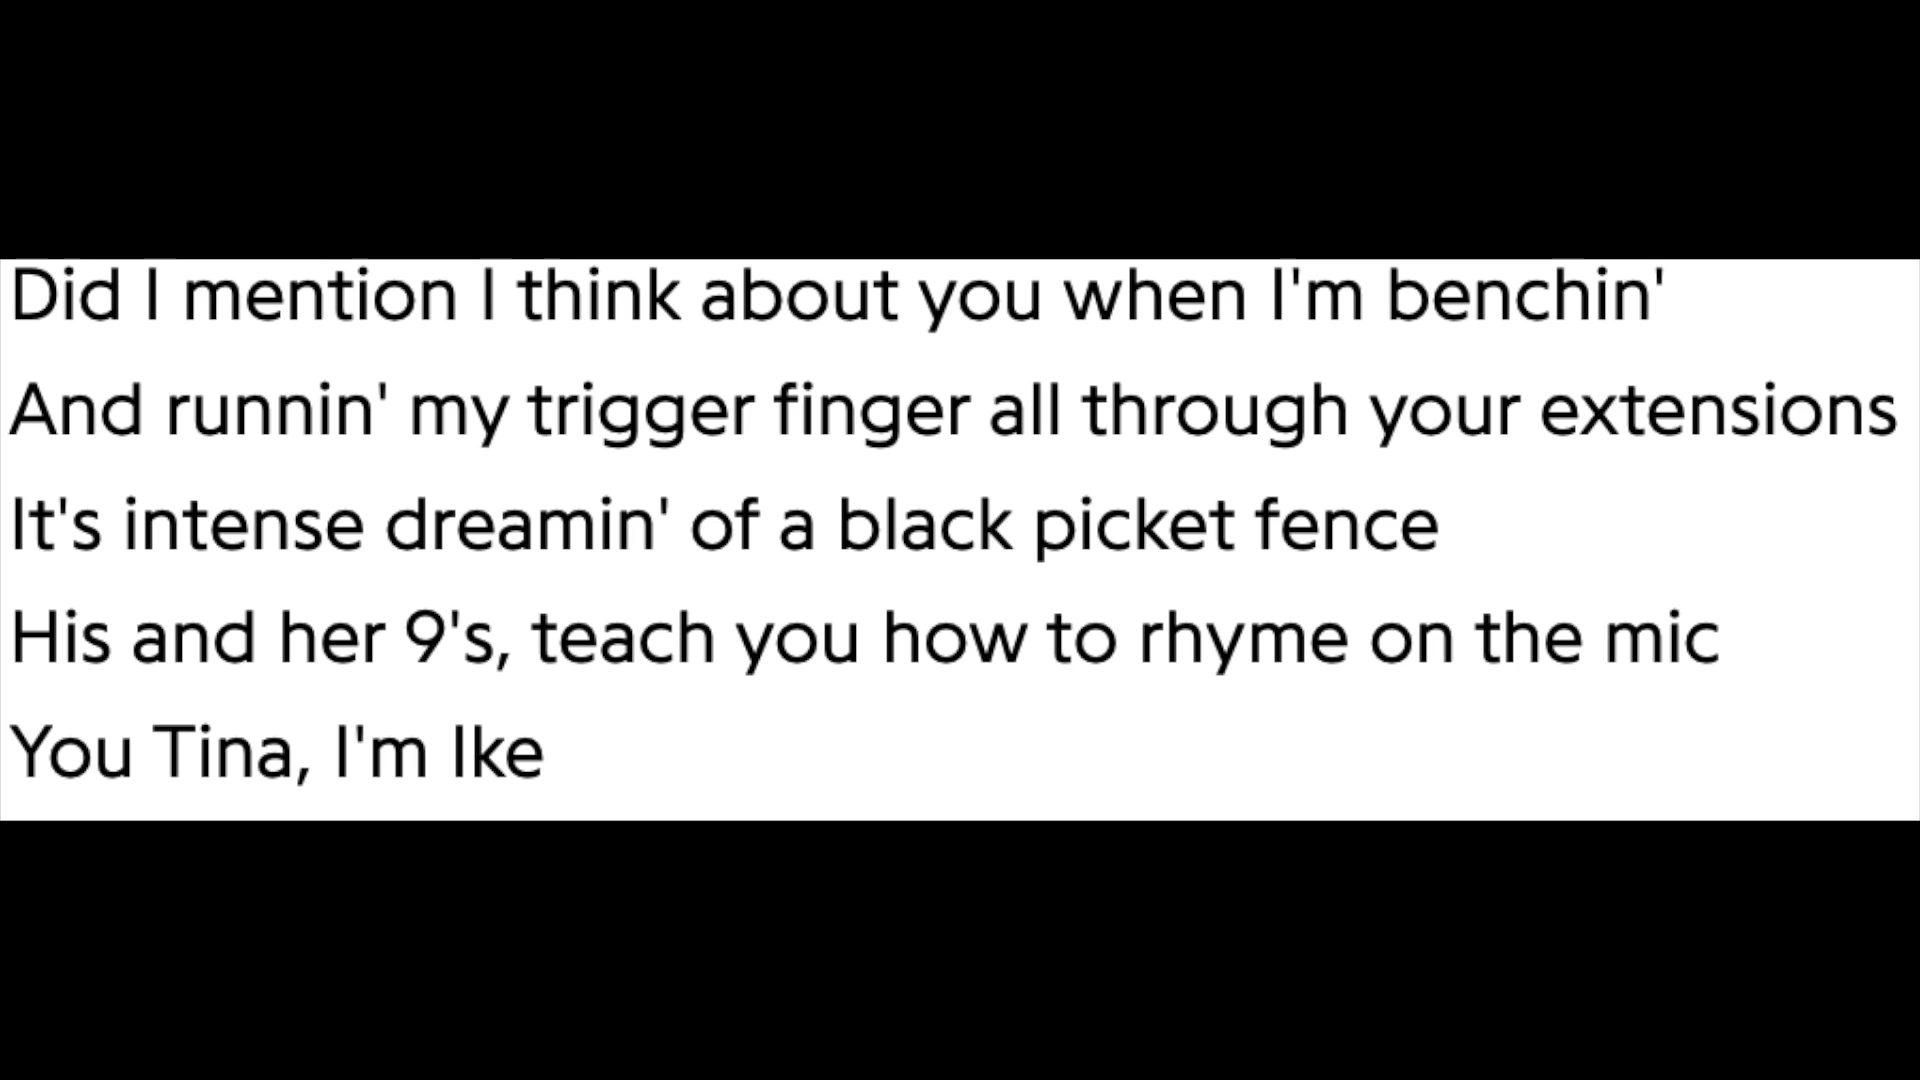 Did I mention I think about you when I'm benchin'
And runnin' my trigger finger all through your extensions
It's intense dreamin' of a black picket fence
His and her 9's, teach you how to rhyme on the mic
You Tina, I'm Ike